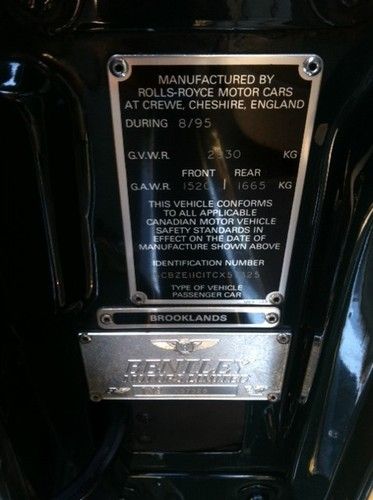 MANUFACTURED BY
ROLLS-ROYCE MOTOR CARS
AT CREWE, CHESHIRE, ENGLAND
DURING 8/95
G.V.W.R. KG
FRONT REAR
G.A.W.R. 1520 / 1665 KG
THIS VEHICLE CONFORMS
TO ALL APPLICABLE
CANADIAN MOTOR VEHICLE
SAFETY STANDARDS IN
EFFECT ON THE DATE OF
MANUFACTURE SHOWN ABOVE
IDENTIFICATION NUMBER
TYPE OF VEHICLE
PASSENGER CAR
BROOKLANDS
BENTLEY